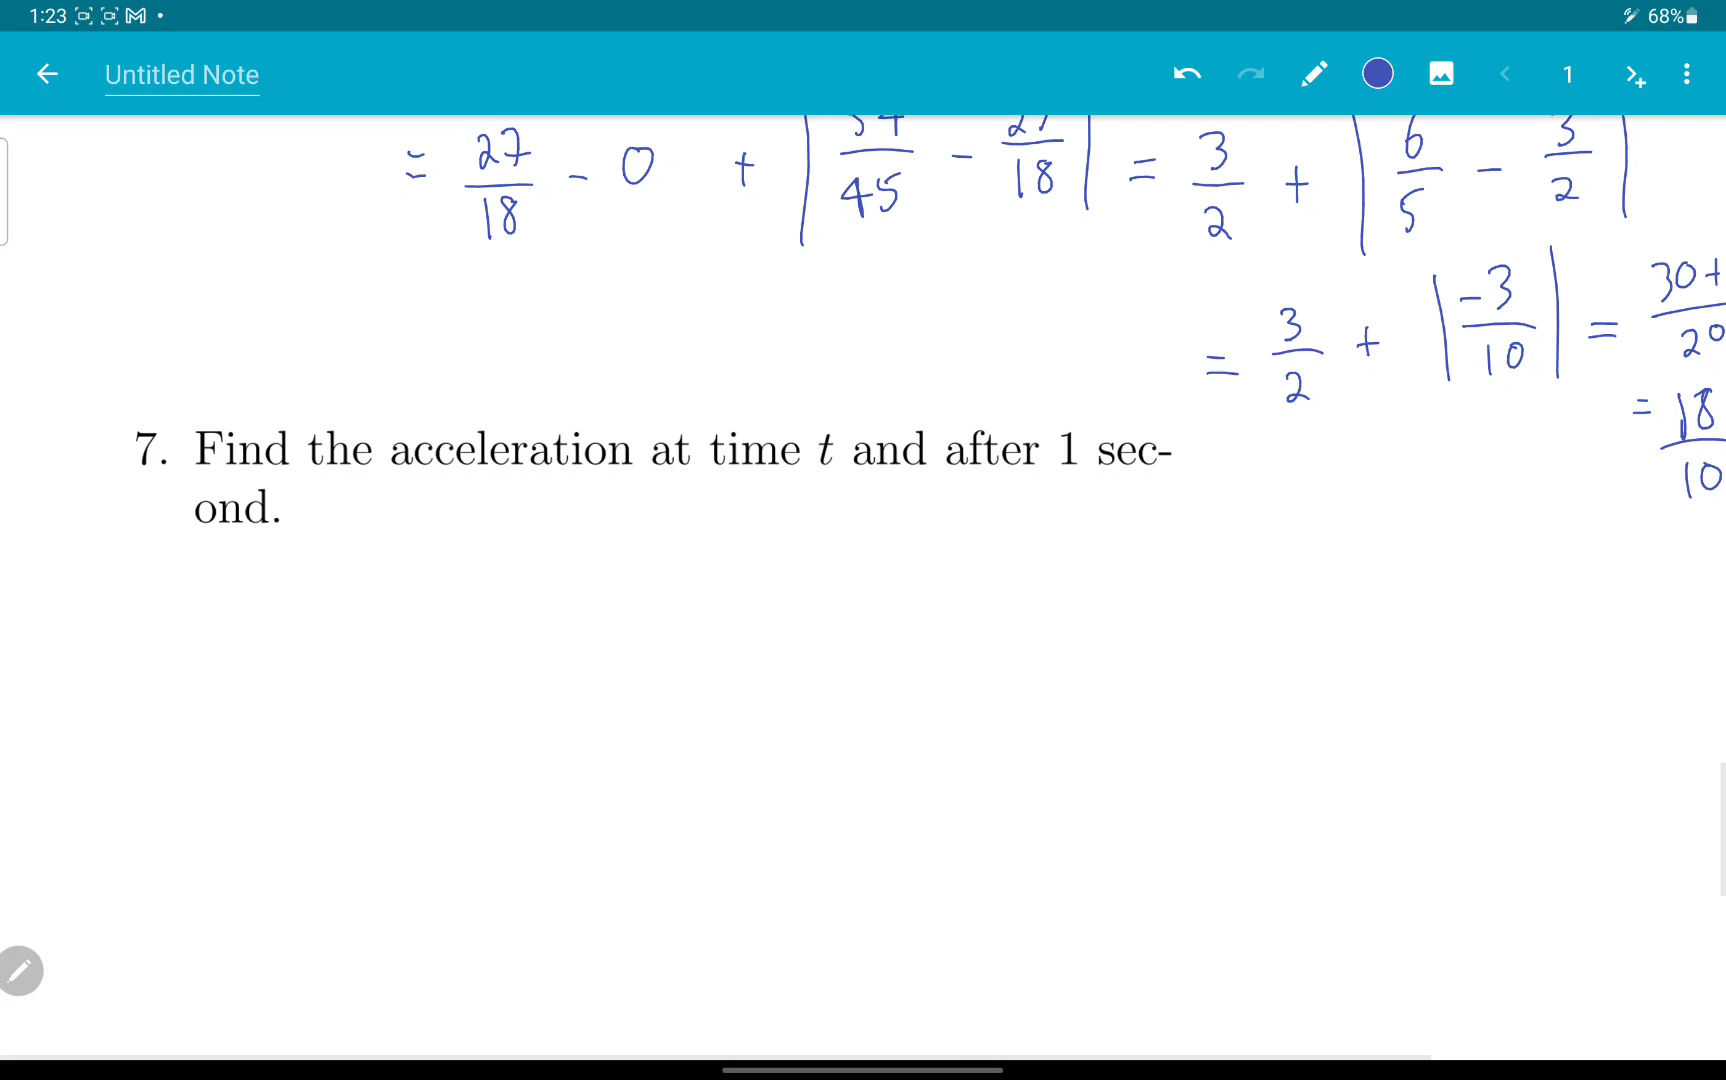 1:23 68%
Untitled Note 1
= 27/18 - 0 + |54/45 - 27/18| = 3/2 + |6/5 - 3/2|
= 3/2 + |-3/10| = 30+/20
= 18/10
7. Find the acceleration at time t and after 1 sec-
ond.